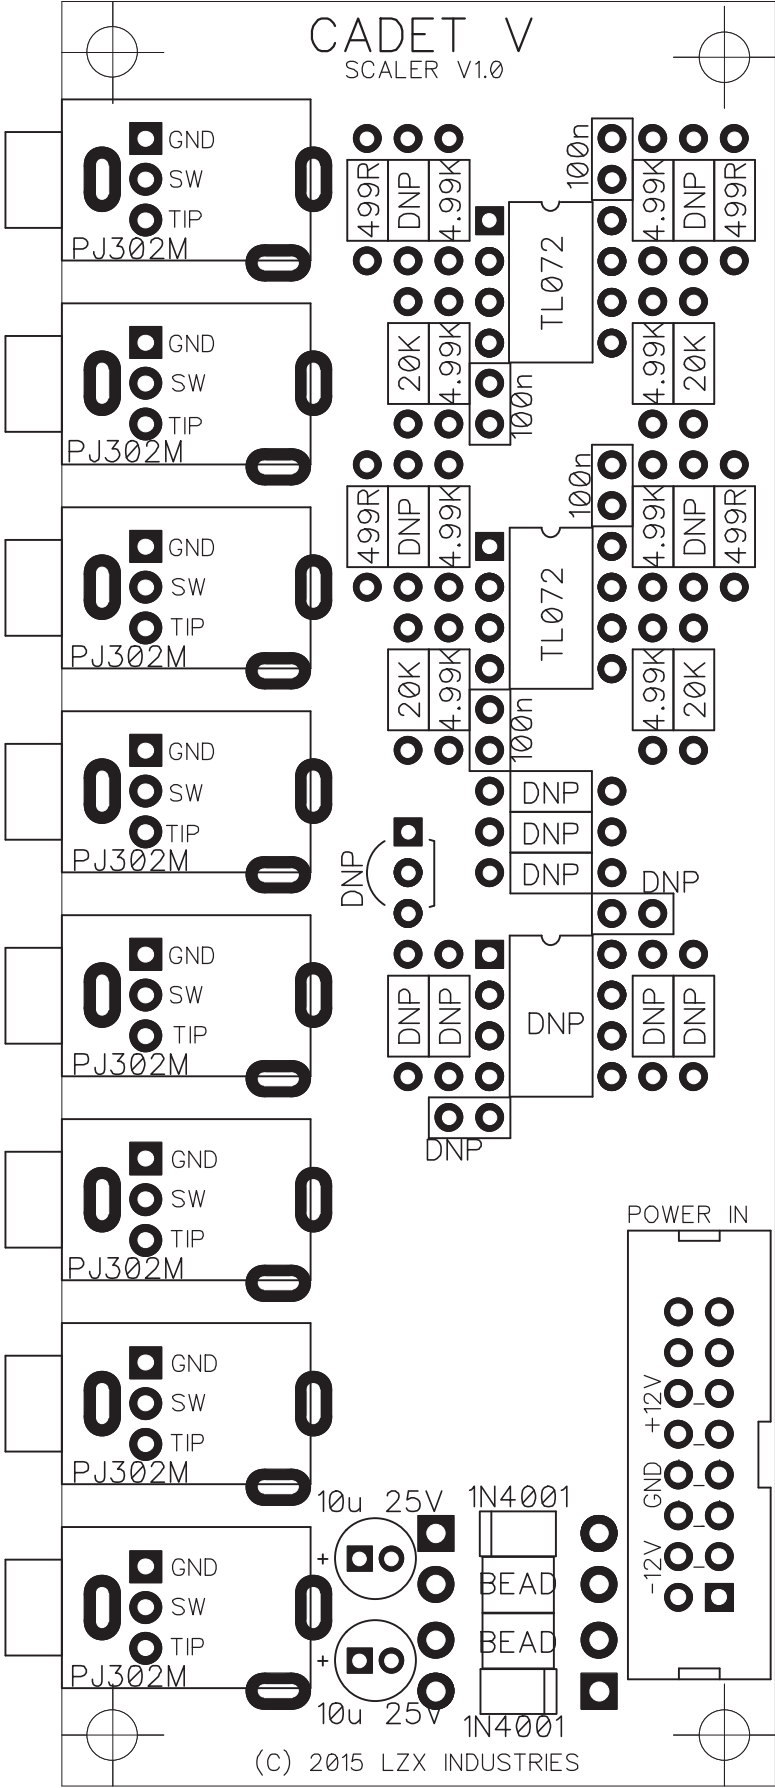 CADET V
SCALER V1.0
GND
SW
TIP
PJ302M
499R
DNP
4.99K
100n
TL072
4.99K
DNP
499R
GND
SW
TIP
PJ302M
20K
4.99K
100n
4.99K
20K
GND
SW
TIP
PJ302M
499R
DNP
4.99K
100n
TL072
4.99K
DNP
499R
20K
4.99K
100n
4.99K
20K
GND
SW
TIP
PJ302M
DNP
DNP
DNP
DNP
DNP
GND
SW
TIP
PJ302M
DNP
DNP
DNP
DNP
DNP
DNP
GND
SW
TIP
PJ302M
POWER IN
+12V
GND
-12V
GND
SW
TIP
PJ302M
10u 25V
1N4001
+
BEAD
GND
SW
TIP
PJ302M
+
BEAD
10u 25V
1N4001
(C) 2015 LZX INDUSTRIES